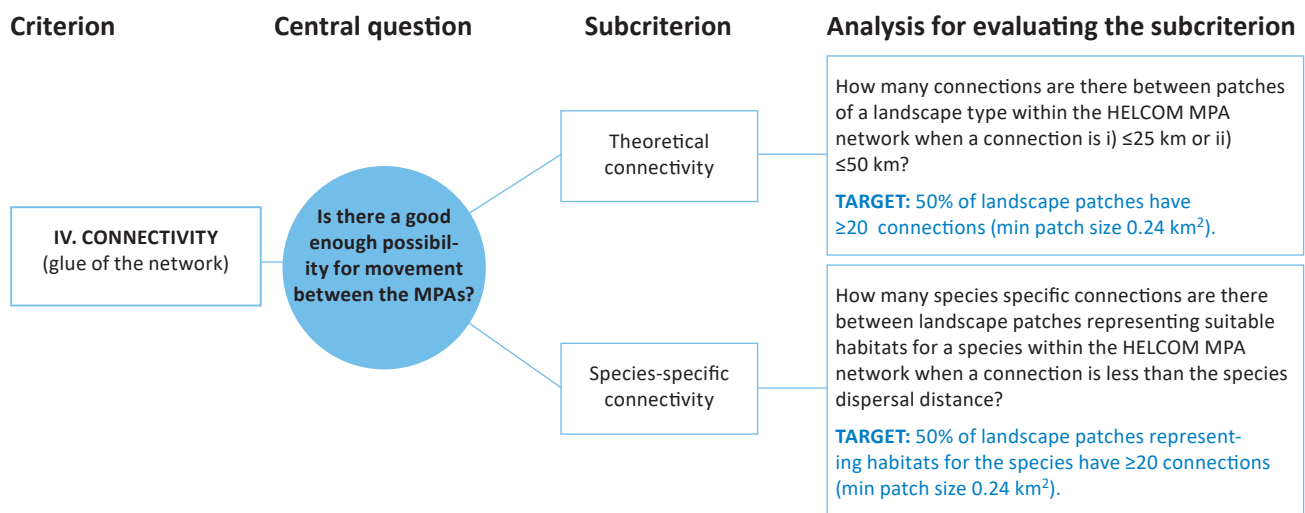 Criterion
Central question
Subcriterion
Analysis for evaluating the subcriterion
IV. CONNECTIVITY
(glue of the network)
Is there a good
enough possibil-
ity for movement
between the MPAs?
Theoretical
connectivity
How many connections are there between patches
of a landscape type within the HELCOM MPA
network when a connection is i) ≤25 km or ii)
≤50 km?
TARGET: 50% of landscape patches have
≥20 connections (min patch size 0.24 km²).
Species-specific
connectivity
How many species specific connections are there
between landscape patches representing suitable
habitats for a species within the HELCOM MPA
network when a connection is less than the species
dispersal distance?
TARGET: 50% of landscape patches represent-
ing habitats for the species have ≥20 connections
(min patch size 0.24 km²).